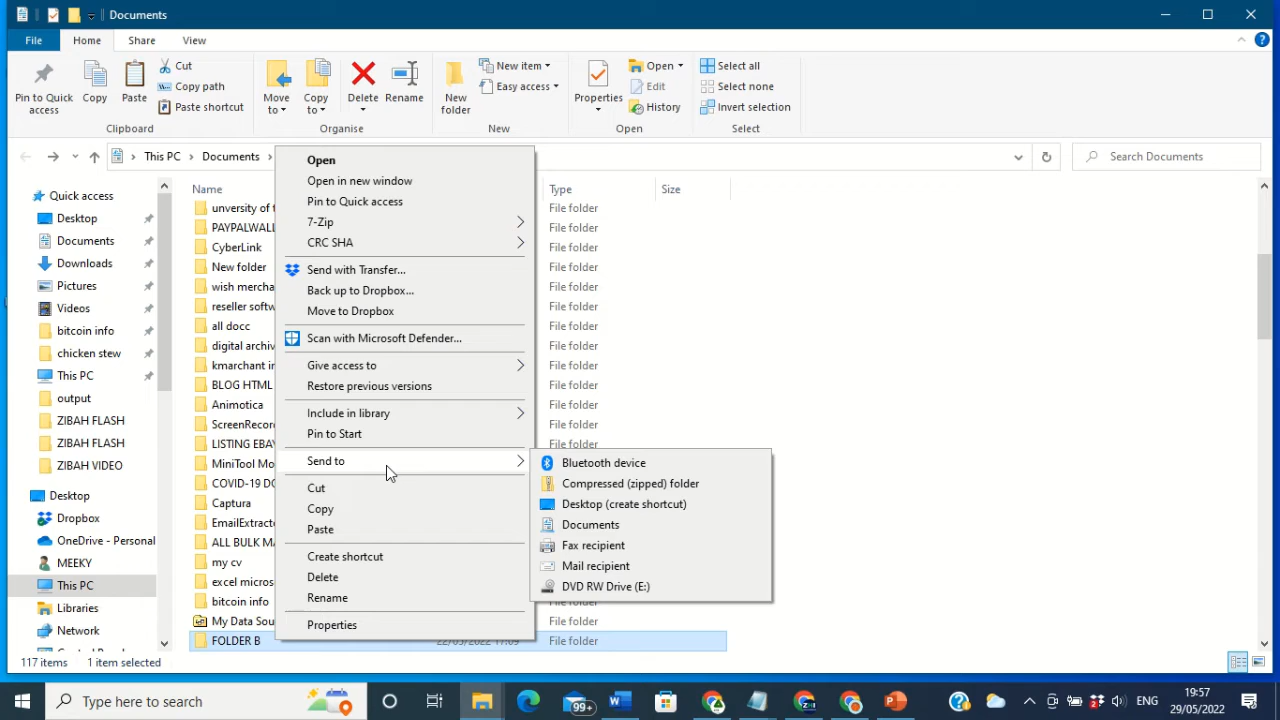 Documents
File Home Share View
Pin to Quick access
Copy
Paste
Cut
Copy path
Paste shortcut
Clipboard
Move to
Copy to
Delete
Rename
Organise
New folder
New item
Easy access
New
Properties
Open
Edit
History
Open
Select all
Select none
Invert selection
Select
This PC > Documents >
Search Documents
Quick access
Desktop
Documents
Downloads
Pictures
Videos
bitcoin info
chicken stew
This PC
output
ZIBAH FLASH
ZIBAH FLASH
ZIBAH VIDEO
Desktop
Dropbox
OneDrive - Personal
MEEKY
This PC
Libraries
Network
Name Type Size
unversity of File folder
PAYPALWALL File folder
CyberLink File folder
New folder File folder
wish mercha File folder
reseller softw File folder
all docc File folder
digital archiv File folder
kmarchant in File folder
BLOG HTML File folder
Animotica File folder
ScreenRecor File folder
LISTING EBAY File folder
MiniTool Mo
COVID-19 DO
Captura
EmailExtracto
ALL BULK MA
my cv
excel micros
bitcoin info
My Data Sou File folder
FOLDER B 22/05/2022 17:09 File folder
Open
Open in new window
Pin to Quick access
7-Zip
CRC SHA
Send with Transfer...
Back up to Dropbox...
Move to Dropbox
Scan with Microsoft Defender...
Give access to
Restore previous versions
Include in library
Pin to Start
Send to
Cut
Copy
Paste
Create shortcut
Delete
Rename
Properties
Bluetooth device
Compressed (zipped) folder
Desktop (create shortcut)
Documents
Fax recipient
Mail recipient
DVD RW Drive (E:)
117 items 1 item selected
Type here to search
99+
ENG
19:57
29/05/2022